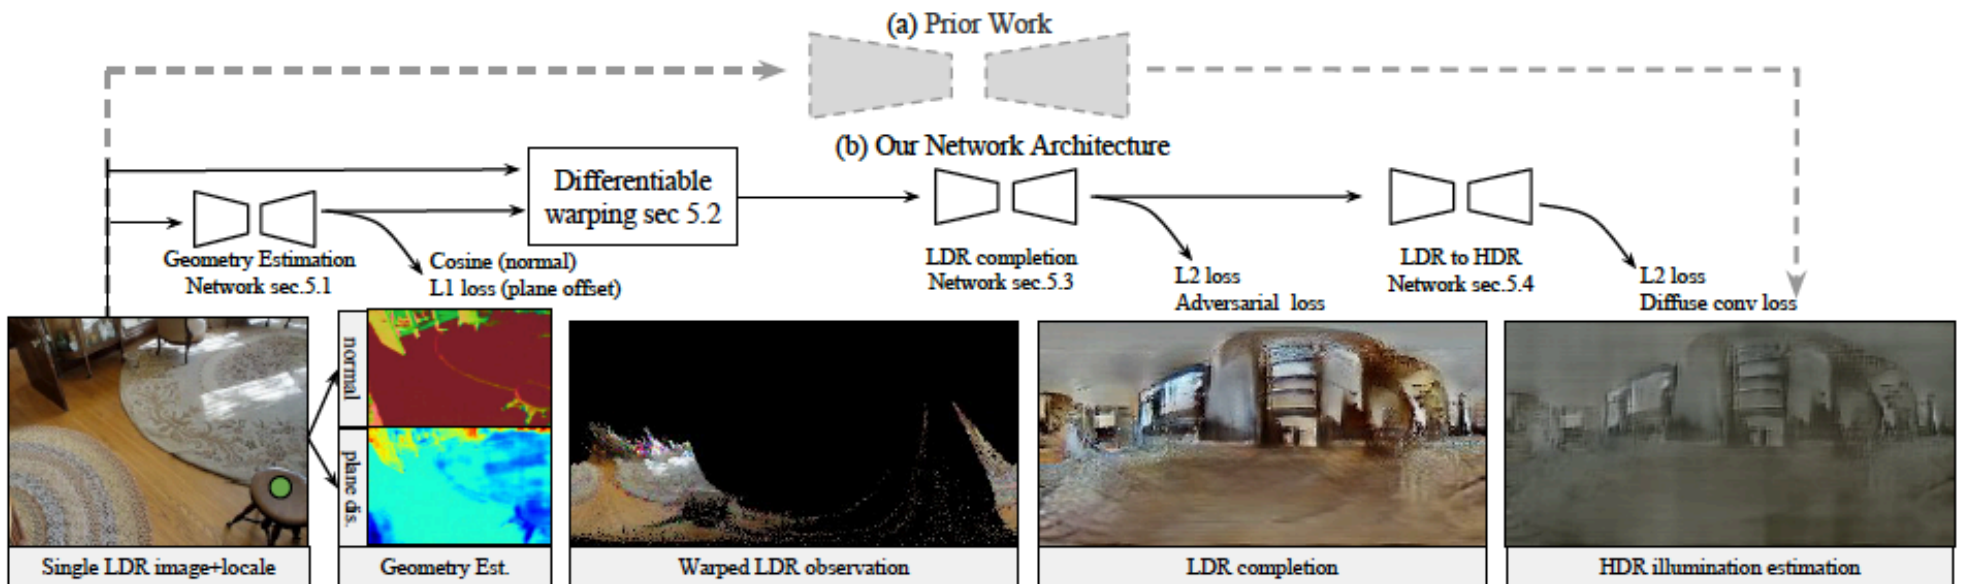 (a) Prior Work
(b) Our Network Architecture
Differentiable
warping sec 5.2
Geometry Estimation
Network sec.5.1
Cosine (normal)
L1 loss (plane offset)
LDR completion
Network sec.5.3
L2 loss
Adversarial loss
LDR to HDR
Network sec.5.4
L2 loss
Diffuse conv loss
normal
plane dis.
Single LDR image+locale
Geometry Est.
Warped LDR observation
LDR completion
HDR illumination estimation